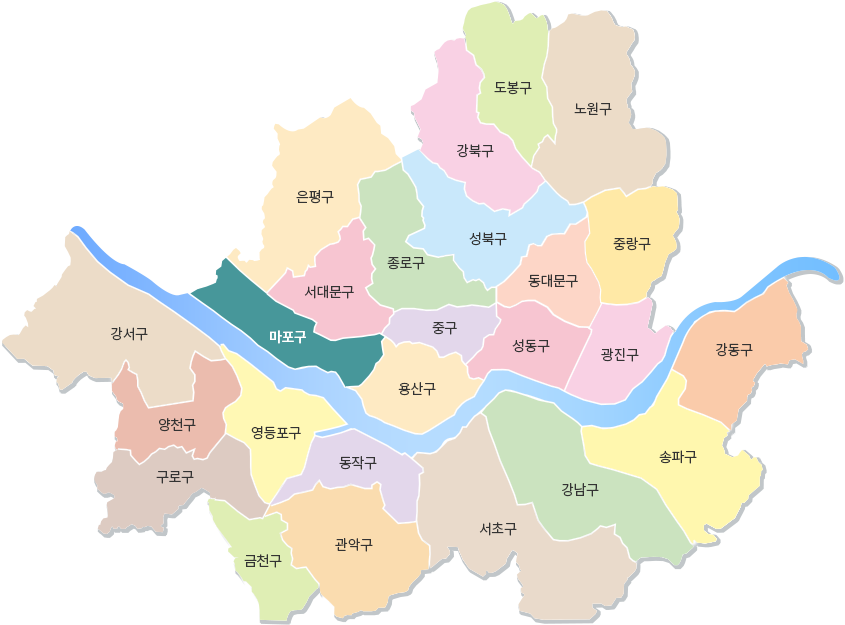 도봉구
노원구
강북구
은평구
성북구
중랑구
종로구
동대문구
서대문구
중구
강서구
마포구
성동구
강동구
광진구
용산구
양천구
영등포구
송파구
동작구
구로구
강남구
서초구
관악구
금천구